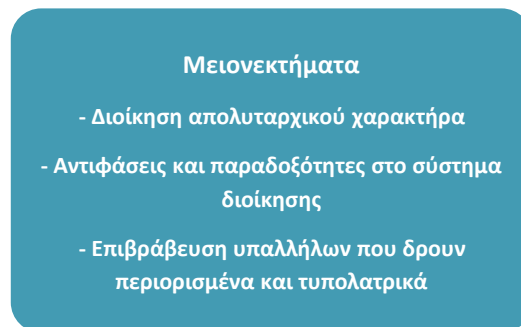 Μειονεκτήματα
- Διοίκηση απολυταρχικού χαρακτήρα
- Αντιφάσεις και παραδοξότητες στο σύστημα
διοίκησης
- Επιβράβευση υπαλλήλων που δρουν
περιορισμένα και τυπολατρικά